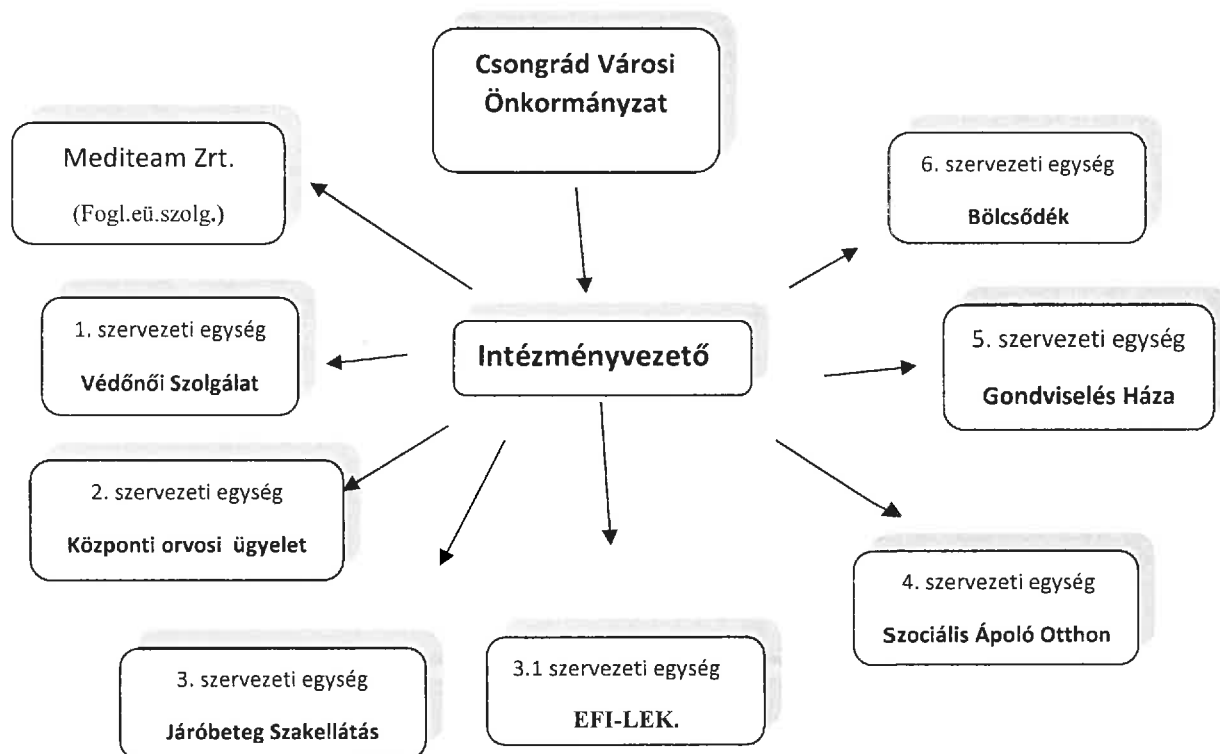 Csongrád Városi
Önkormányzat
Mediteam Zrt.
(Fogl.eü.szolg.)
6. szervezeti egység
Bölcsődék
1. szervezeti egység
Védőnői Szolgálat
Intézményvezető
5. szervezeti egység
Gondviselés Háza
2. szervezeti egység
Központi orvosi ügyelet
4. szervezeti egység
Szociális Ápoló Otthon
3. szervezeti egység
Járóbeteg Szakellátás
3.1 szervezeti egység
EFI-LEK.